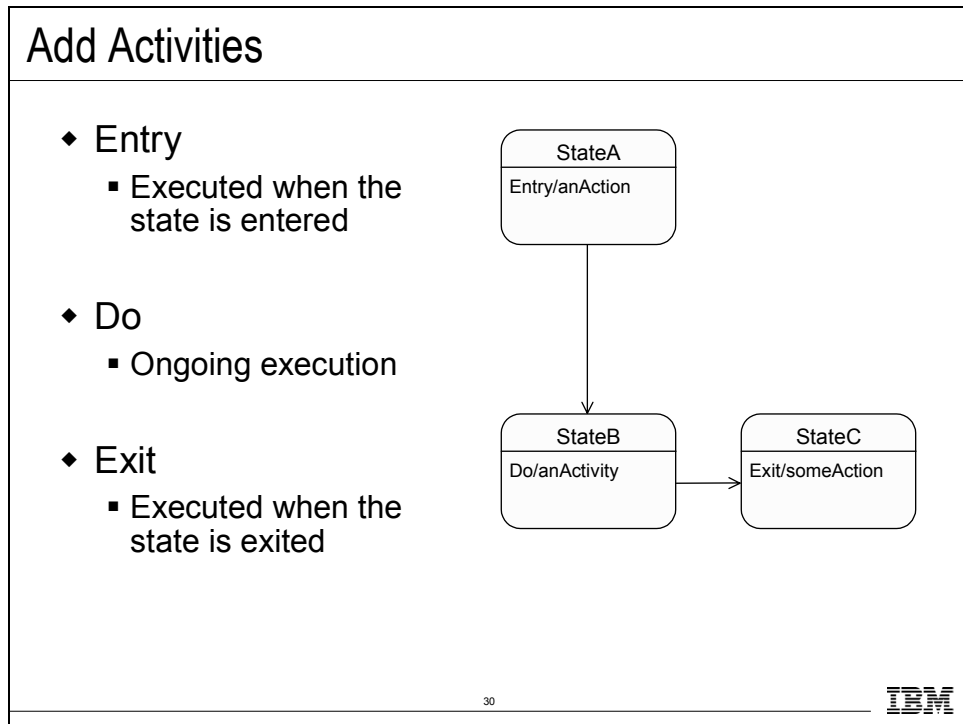 Add Activities
◆ Entry
▪ Executed when the
state is entered
◆ Do
▪ Ongoing execution
◆ Exit
▪ Executed when the
state is exited
StateA
Entry/anAction
StateB
Do/anActivity
StateC
Exit/someAction
30
IBM